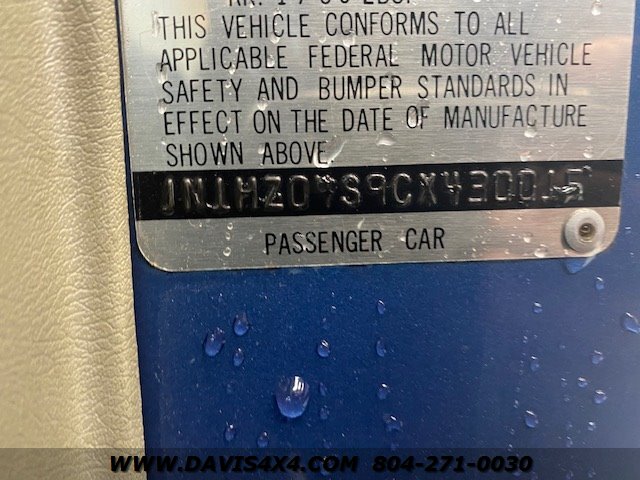 THIS VEHICLE CONFORMS TO ALL
APPLICABLE FEDERAL MOTOR VEHICLE
SAFETY AND BUMPER STANDARDS IN
EFFECT ON THE DATE OF MANUFACTURE
SHOWN ABOVE.
JN1HZ04S9CX430015
PASSENGER CAR
WWW.DAVIS4X4.COM 804-271-0030